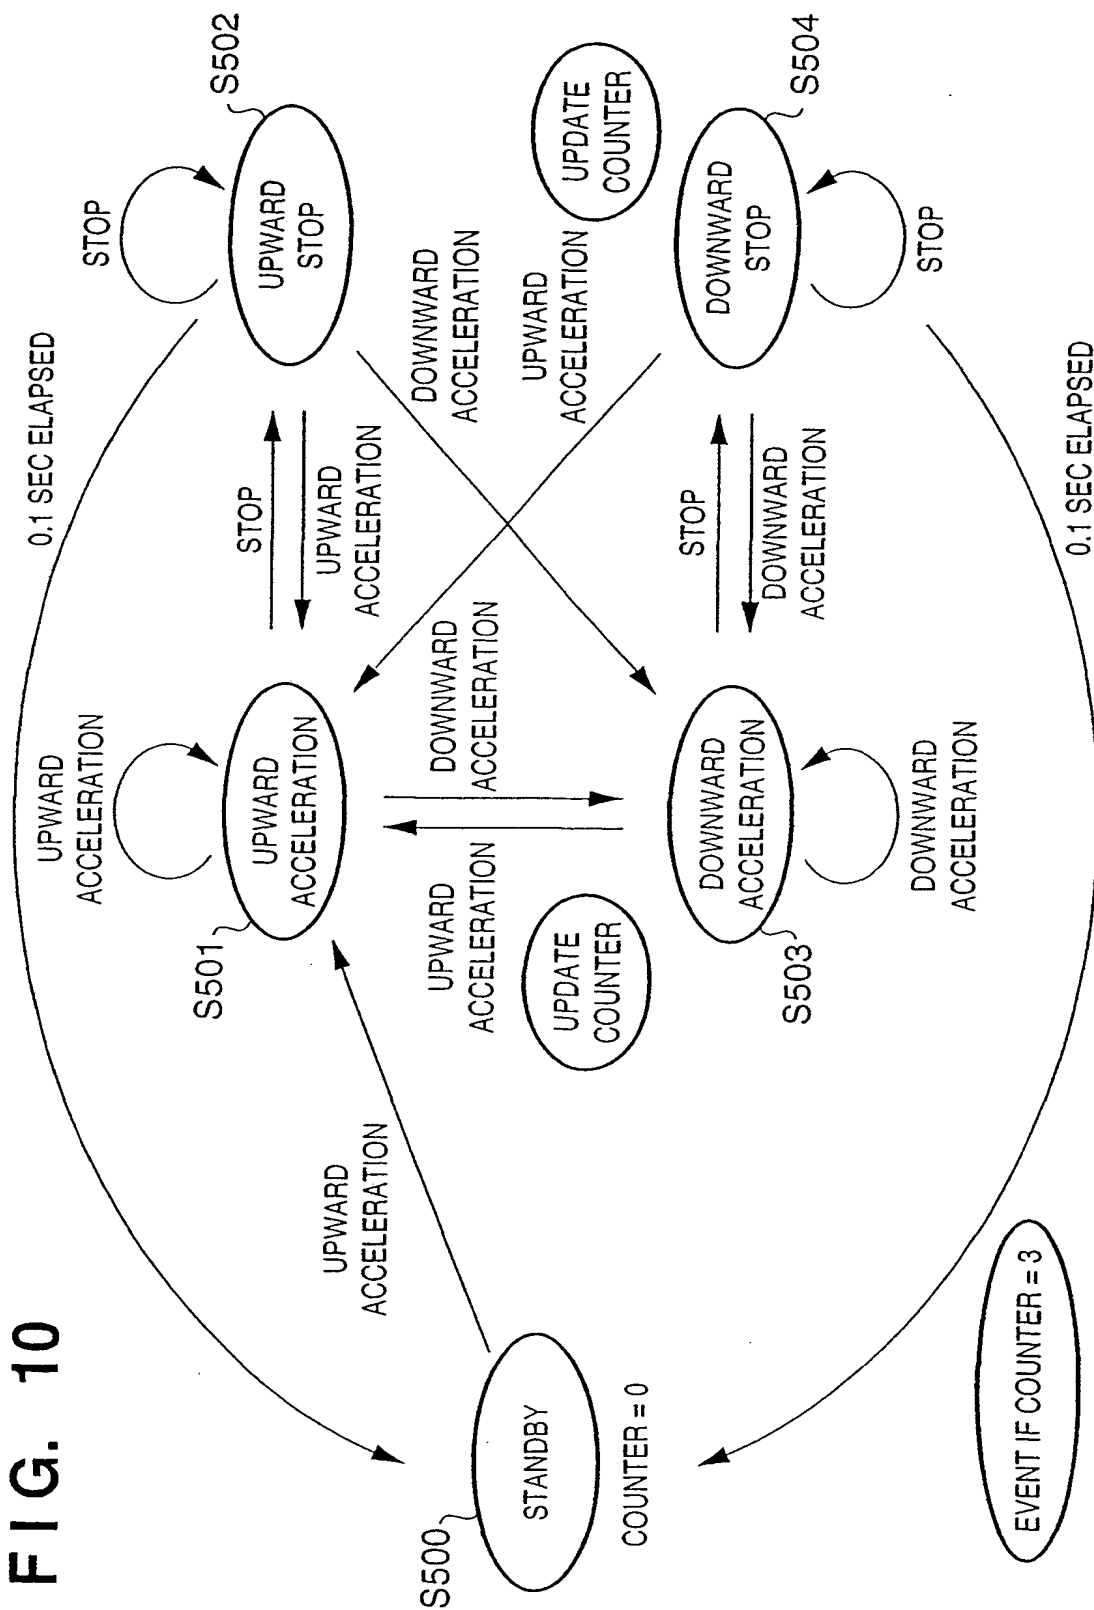 FIG. 10
0.1 SEC ELAPSED
STOP
S502
UPWARD
STOP
UPWARD
ACCELERATION
S501
UPWARD
ACCELERATION
STOP
UPWARD
ACCELERATION
DOWNWARD
ACCELERATION
UPWARD
ACCELERATION
UPDATE
COUNTER
UPWARD
ACCELERATION
DOWNWARD
ACCELERATION
UPWARD
ACCELERATION
UPDATE
COUNTER
S500
STANDBY
COUNTER = 0
S503
DOWNWARD
ACCELERATION
DOWNWARD
ACCELERATION
STOP
DOWNWARD
ACCELERATION
DOWNWARD
STOP
S504
STOP
0.1 SEC ELAPSED
EVENT IF COUNTER = 3